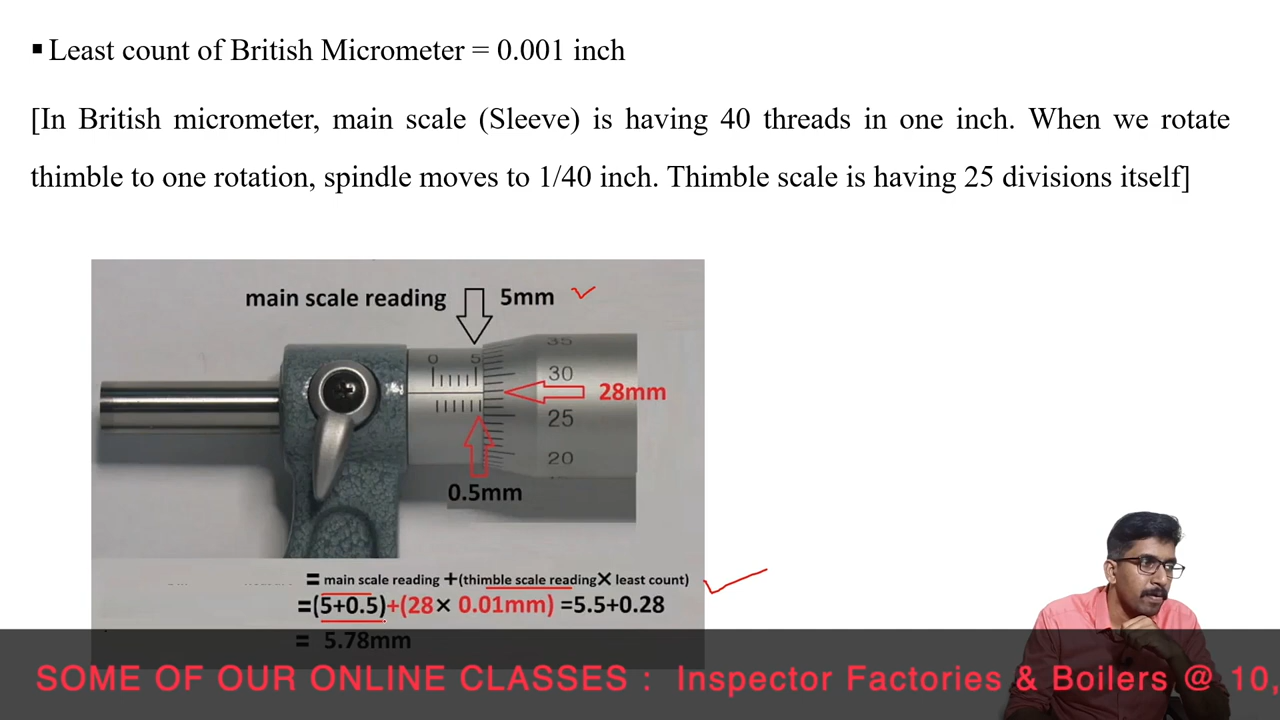 ▪ Least count of British Micrometer = 0.001 inch
[In British micrometer, main scale (Sleeve) is having 40 threads in one inch. When we rotate
thimble to one rotation, spindle moves to 1/40 inch. Thimble scale is having 25 divisions itself]
main scale reading 5mm
35
0 5
30
28mm
25
20
0.5mm
= main scale reading +(thimble scale reading× least count)
=(5+0.5)+(28× 0.01mm) =5.5+0.28
= 5.78mm
SOME OF OUR ONLINE CLASSES : Inspector Factories & Boilers @ 10,